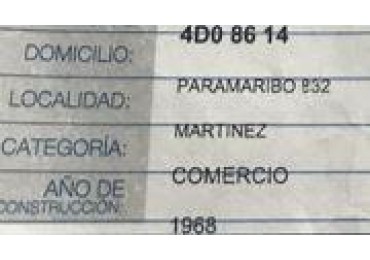 4D0 86 14
DOMICILIO: PARAMARIBO 832
LOCALIDAD: MARTINEZ
CATEGORÍA: COMERCIO
AÑO DE
CONSTRUCCIÓN: 1968